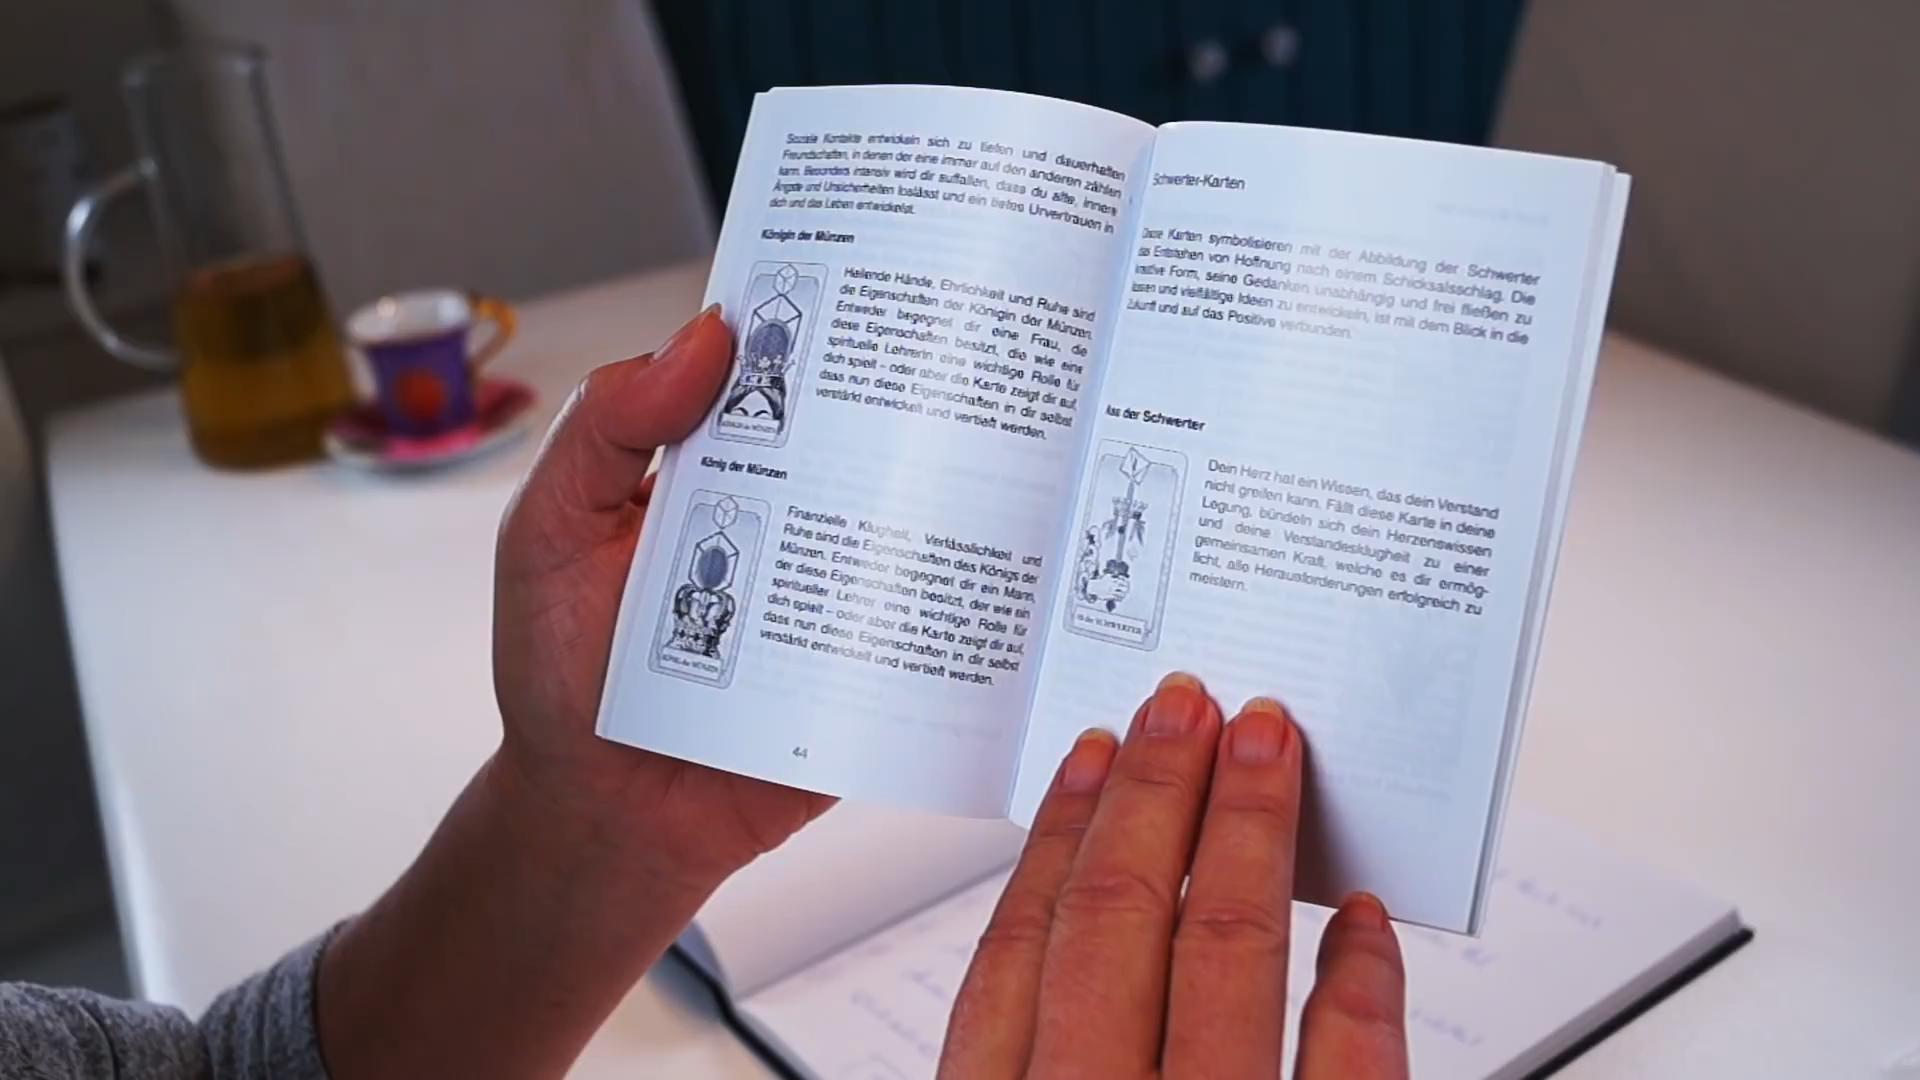 Soziale Kontakte entwickeln sich zu tiefen und dauerhaften
Freundschaften, in denen der eine immer auf den anderen zählen
kann. Besonders intensiv wird dir auffallen, dass du alte, innere
Ängste und Unsicherheiten loslässt und ein tiefes Urvertrauen in
dich und das Leben entwickelst.
Königin der Münzen
Heilende Hände, Ehrlichkeit und Ruhe sind
die Eigenschaften der Königin der Münzen.
Entweder begegnet dir eine Frau, die
diese Eigenschaften besitzt, die wie eine
spirituelle Lehrerin eine wichtige Rolle für
dich spielt – oder aber die Karte zeigt dir auf,
dass nun diese Eigenschaften in dir selbst
verstärkt entwickelt und vertieft werden.
KÖNIGIN der MÜNZEN
König der Münzen
Finanzielle Klugheit, Verlässlichkeit und
Ruhe sind die Eigenschaften des Königs der
Münzen. Entweder begegnet dir ein Mann,
der diese Eigenschaften besitzt, der wie ein
spiritueller Lehrer eine wichtige Rolle für
dich spielt – oder aber die Karte zeigt dir auf,
dass nun diese Eigenschaften in dir selbst
verstärkt entwickelt und vertieft werden.
KÖNIG der MÜNZEN
44
Schwerter-Karten
Diese Karten symbolisieren mit der Abbildung der Schwerter
das Entstehen von Hoffnung nach einem Schicksalsschlag. Die
Form, seine Gedanken unabhängig und frei fließen zu
lassen und vielfältige Ideen zu entwickeln, ist mit dem Blick in die
Zukunft und auf das Positive verbunden.
Ass der Schwerter
Dein Herz hat ein Wissen, das dein Verstand
nicht greifen kann. Fällt diese Karte in deine
Legung, bündeln sich dein Herzenswissen
und deine Verstandesklugheit zu einer
gemeinsamen Kraft, welche es dir ermög-
licht, alle Herausforderungen erfolgreich zu
meistern.
der SCHWERTER